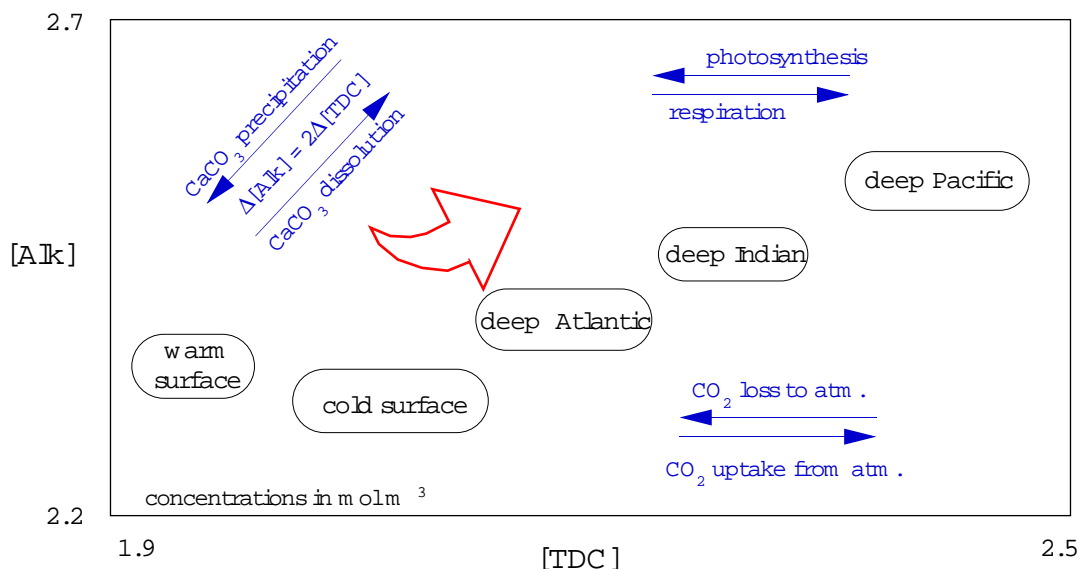 2.7
photosynthesis
respiration
CaCO3 precipitation
Δ[Alk] = 2Δ[TDC]
CaCO3 dissolution
deep Pacific
[Alk]
deep Indian
deep Atlantic
warm
surface
cold surface
CO2 loss to atm.
CO2 uptake from atm.
concentrations in mol m 3
2.2
1.9
[TDC]
2.5